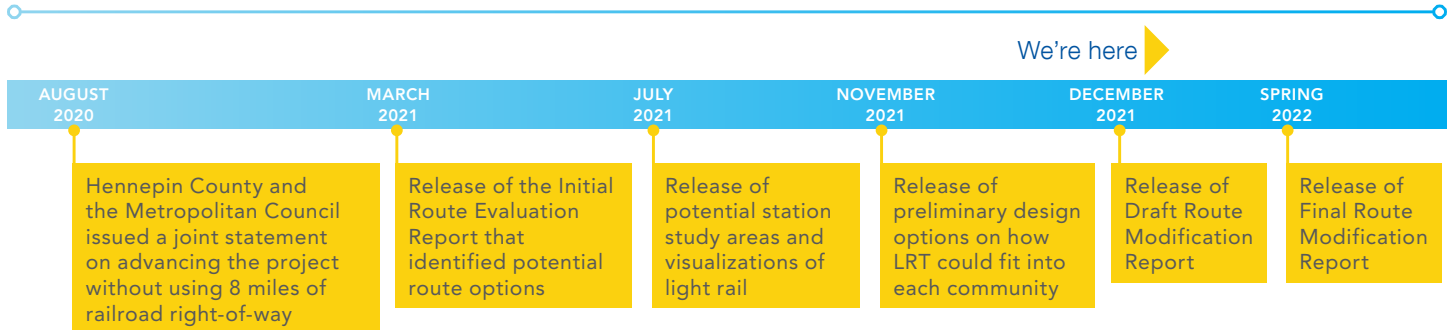 We're here
AUGUST
2020
MARCH
2021
JULY
2021
NOVEMBER
2021
DECEMBER
2021
SPRING
2022
Hennepin County and
the Metropolitan Council
issued a joint statement
on advancing the project
without using 8 miles of
railroad right-of-way
Release of the Initial
Route Evaluation
Report that
identified potential
route options
Release of
potential station
study areas and
visualizations of
light rail
Release of
preliminary design
options on how
LRT could fit into
each community
Release of
Draft Route
Modification
Report
Release of
Final Route
Modification
Report